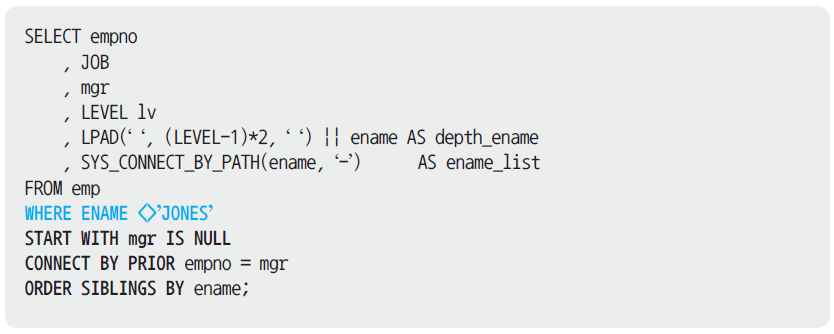 SELECT empno
, JOB
, mgr
, LEVEL lv
, LPAD(‘ ‘, (LEVEL-1)*2, ‘ ‘) || ename AS depth_ename
, SYS_CONNECT_BY_PATH(ename, ‘-’) AS ename_list
FROM emp
WHERE ENAME <>’JONES’
START WITH mgr IS NULL
CONNECT BY PRIOR empno = mgr
ORDER SIBLINGS BY ename;